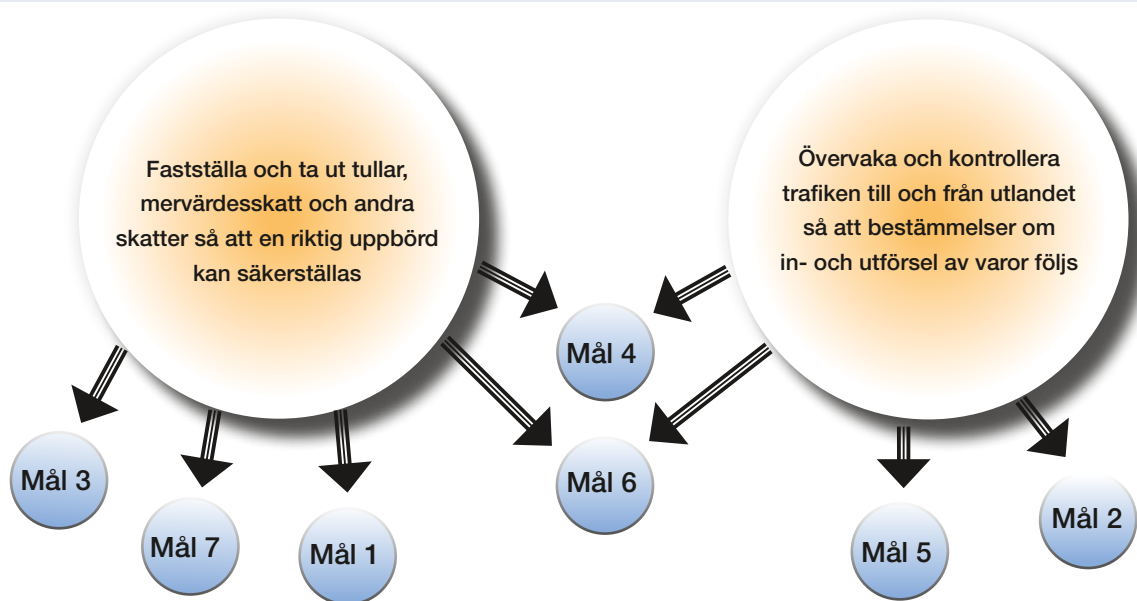 Fastställa och ta ut tullar,
mervärdesskatt och andra
skatter så att en riktig uppbörd
kan säkerställas
Övervaka och kontrollera
trafiken till och från utlandet
så att bestämmelser om
in- och utförsel av varor följs
Mål 4
Mål 3
Mål 6
Mål 7
Mål 1
Mål 5
Mål 2